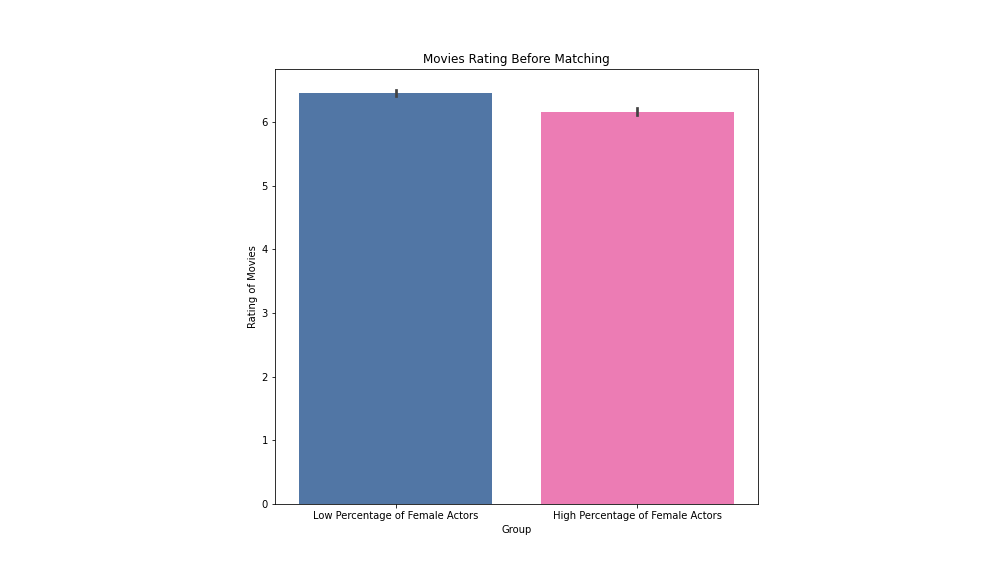 Movies Rating Before Matching
Rating of Movies
6
5
4
3
2
1
0
Low Percentage of Female Actors
High Percentage of Female Actors
Group